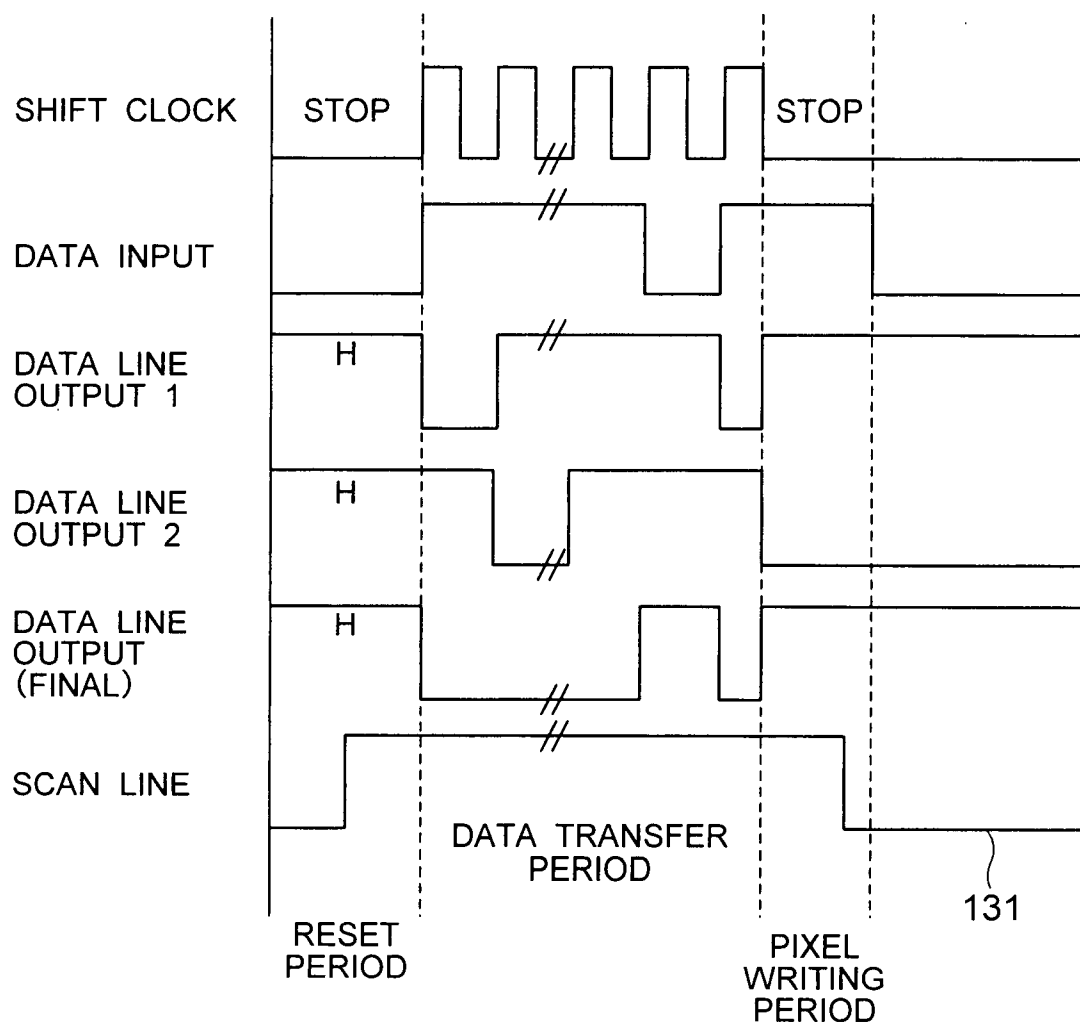 SHIFT CLOCK
STOP
STOP
DATA INPUT
DATA LINE
OUTPUT 1
H
DATA LINE
OUTPUT 2
H
DATA LINE
OUTPUT
(FINAL)
H
SCAN LINE
DATA TRANSFER
PERIOD
131
RESET
PERIOD
PIXEL
WRITING
PERIOD